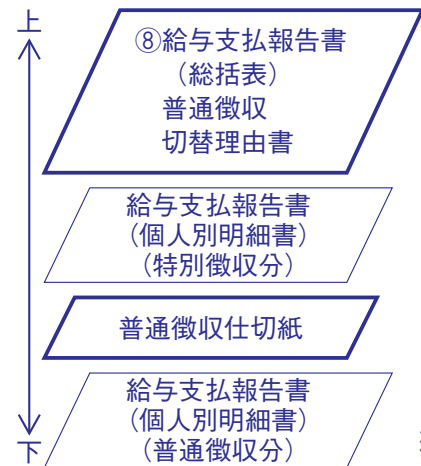 上
⑧給与支払報告書
（総括表）
普通徴収
切替理由書
給与支払報告書
（個人別明細書）
（特別徴収分）
普通徴収仕切紙
給与支払報告書
（個人別明細書）
（普通徴収分）
下